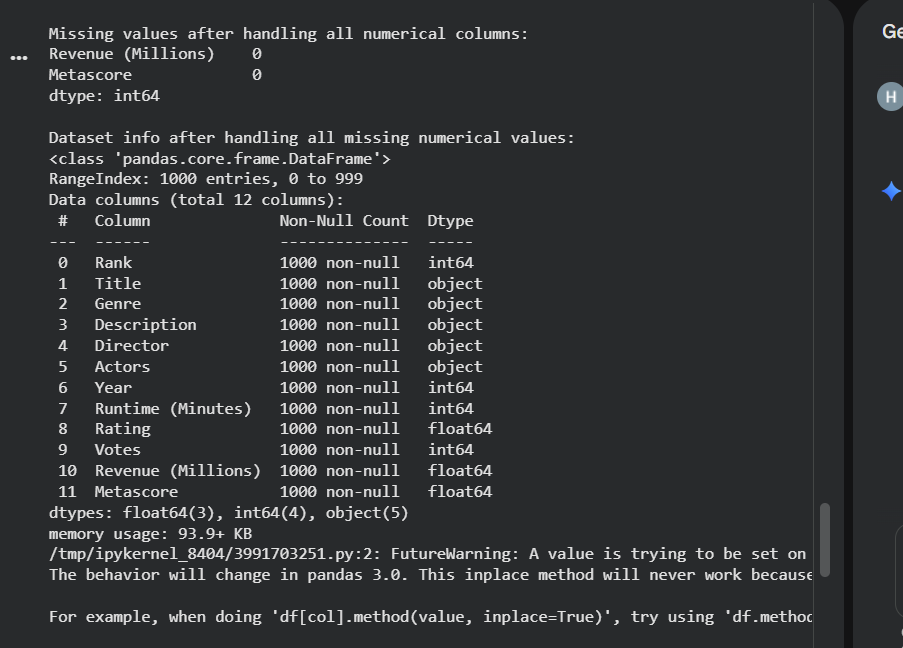 Missing values after handling all numerical columns:
Revenue (Millions)    0
Metascore             0
dtype: int64
Dataset info after handling all missing numerical values:
<class 'pandas.core.frame.DataFrame'>
RangeIndex: 1000 entries, 0 to 999
Data columns (total 12 columns):
 #   Column              Non-Null Count  Dtype
---  ------              --------------  -----
 0   Rank                1000 non-null   int64
 1   Title               1000 non-null   object
 2   Genre               1000 non-null   object
 3   Description         1000 non-null   object
 4   Director            1000 non-null   object
 5   Actors              1000 non-null   object
 6   Year                1000 non-null   int64
 7   Runtime (Minutes)   1000 non-null   int64
 8   Rating              1000 non-null   float64
 9   Votes               1000 non-null   int64
 10  Revenue (Millions)  1000 non-null   float64
 11  Metascore           1000 non-null   float64
dtypes: float64(3), int64(4), object(5)
memory usage: 93.9+ KB
/tmp/ipykernel_8404/3991703251.py:2: FutureWarning: A value is trying to be set on
The behavior will change in pandas 3.0. This inplace method will never work because
For example, when doing 'df[col].method(value, inplace=True)', try using 'df.method
Ge
H